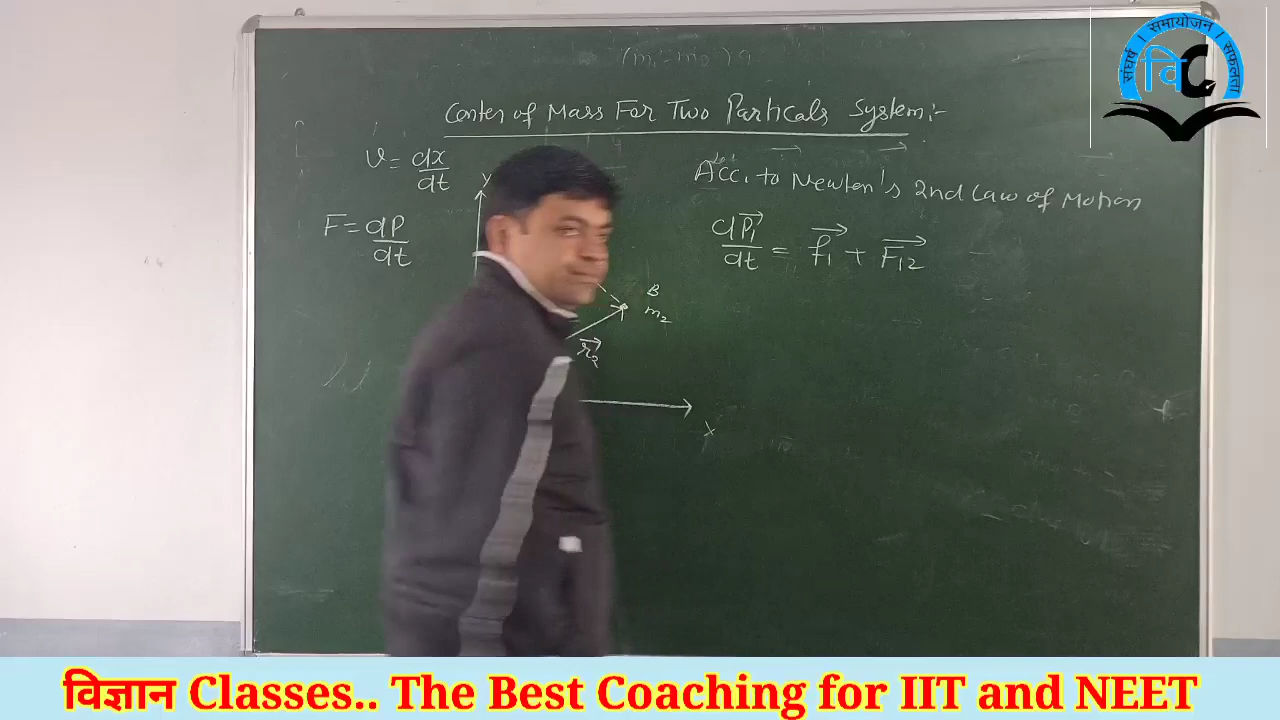 संघर्ष । समायोजन । सफलता
वि C
Center of Mass For Two Particals System:-
v = dx/dt
Y
Acc. to Newton's 2nd Law of Motion
F = dP/dt
dP₁/dt = f₁ + F₁₂
B
m₂
r₂
X
विज्ञान Classes.. The Best Coaching for IIT and NEET